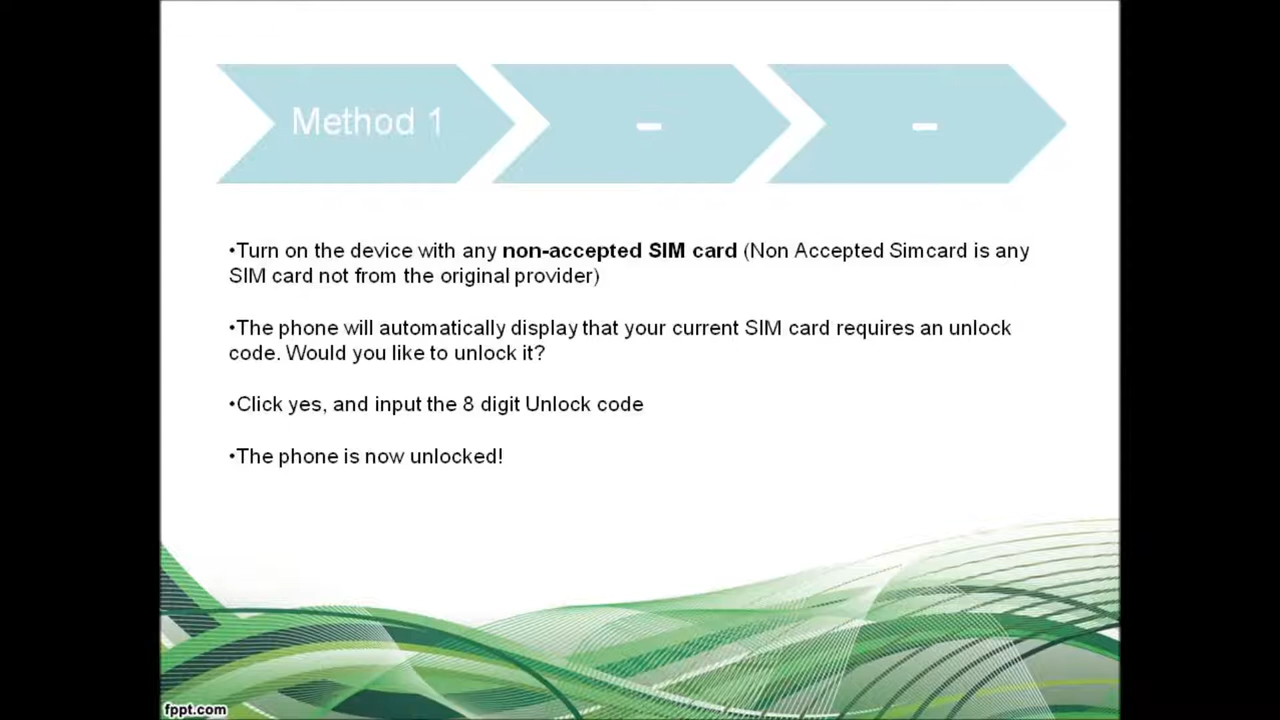 Method 1 - -
•Turn on the device with any non-accepted SIM card (Non Accepted Simcard is any
SIM card not from the original provider)
•The phone will automatically display that your current SIM card requires an unlock
code. Would you like to unlock it?
•Click yes, and input the 8 digit Unlock code
•The phone is now unlocked!
fppt.com